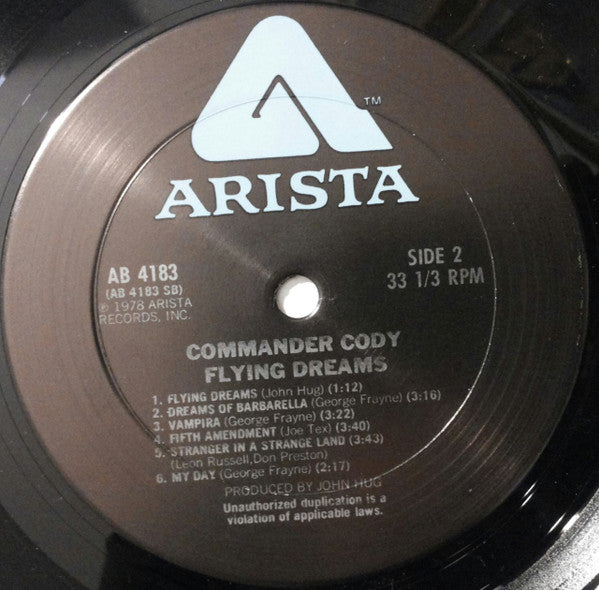 TM
ARISTA
AB 4183
(AB 4183 SB)
℗ 1978 ARISTA
RECORDS, INC.
SIDE 2
33 1/3 RPM
COMMANDER CODY
FLYING DREAMS
1. FLYING DREAMS (John Hug) (1:12)
2. DREAMS OF BARBARELLA (George Frayne) (3:16)
3. VAMPIRA (George Frayne) (3:22)
4. FIFTH AMENDMENT (Joe Tex) (3:40)
5. STRANGER IN A STRANGE LAND (3:43)
(Leon Russell,Don Preston)
6. MY DAY (George Frayne) (2:17)
PRODUCED BY JOHN HUG
Unauthorized duplication is a
violation of applicable laws.